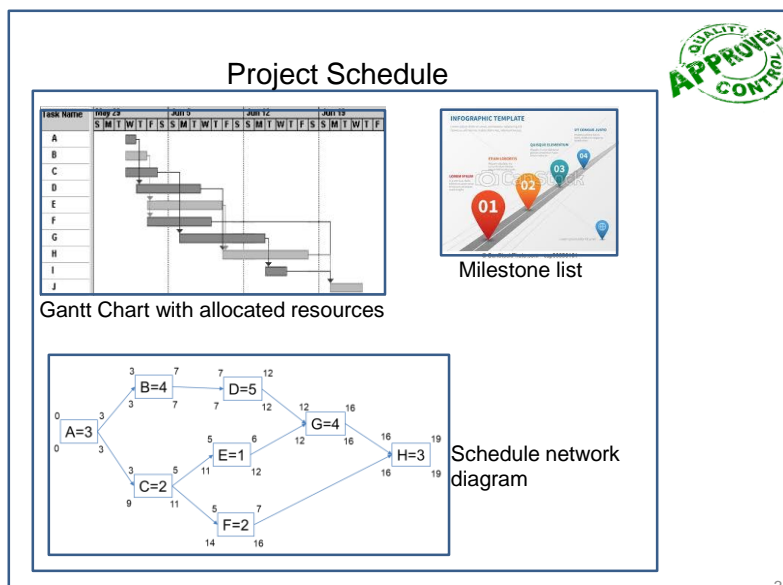 Project Schedule
QUALITY
APPROVED
CONTROL
Task Name
May 29 Jun 5 Jun 12 Jun 19
S M T W T F S S M T W T F S S M T W T F S S M T W T F
A
B
C
D
E
F
G
H
I
J
INFOGRAPHIC TEMPLATE
LOREM IPSUM
01
02
03
04
CanStock
Milestone list
Gantt Chart with allocated resources
3 7
B=4
3 7
7 12
D=5
7 12
0 3
A=3
0 3
12 16
G=4
12 16
5 6
E=1
11 12
16 19
H=3
16 19
3 5
C=2
9 11
5 7
F=2
14 16
Schedule network
diagram